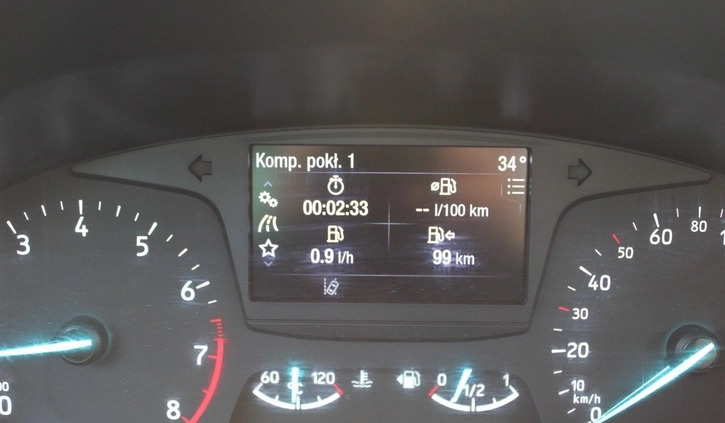 Komp. pokł. 1 34°
00:02:33 -- l/100 km
0.9 l/h 99 km
3 4 5 6 7 8
60 °C 120
0 1/2 1
0 10 20 30 40 50 60 80
km/h